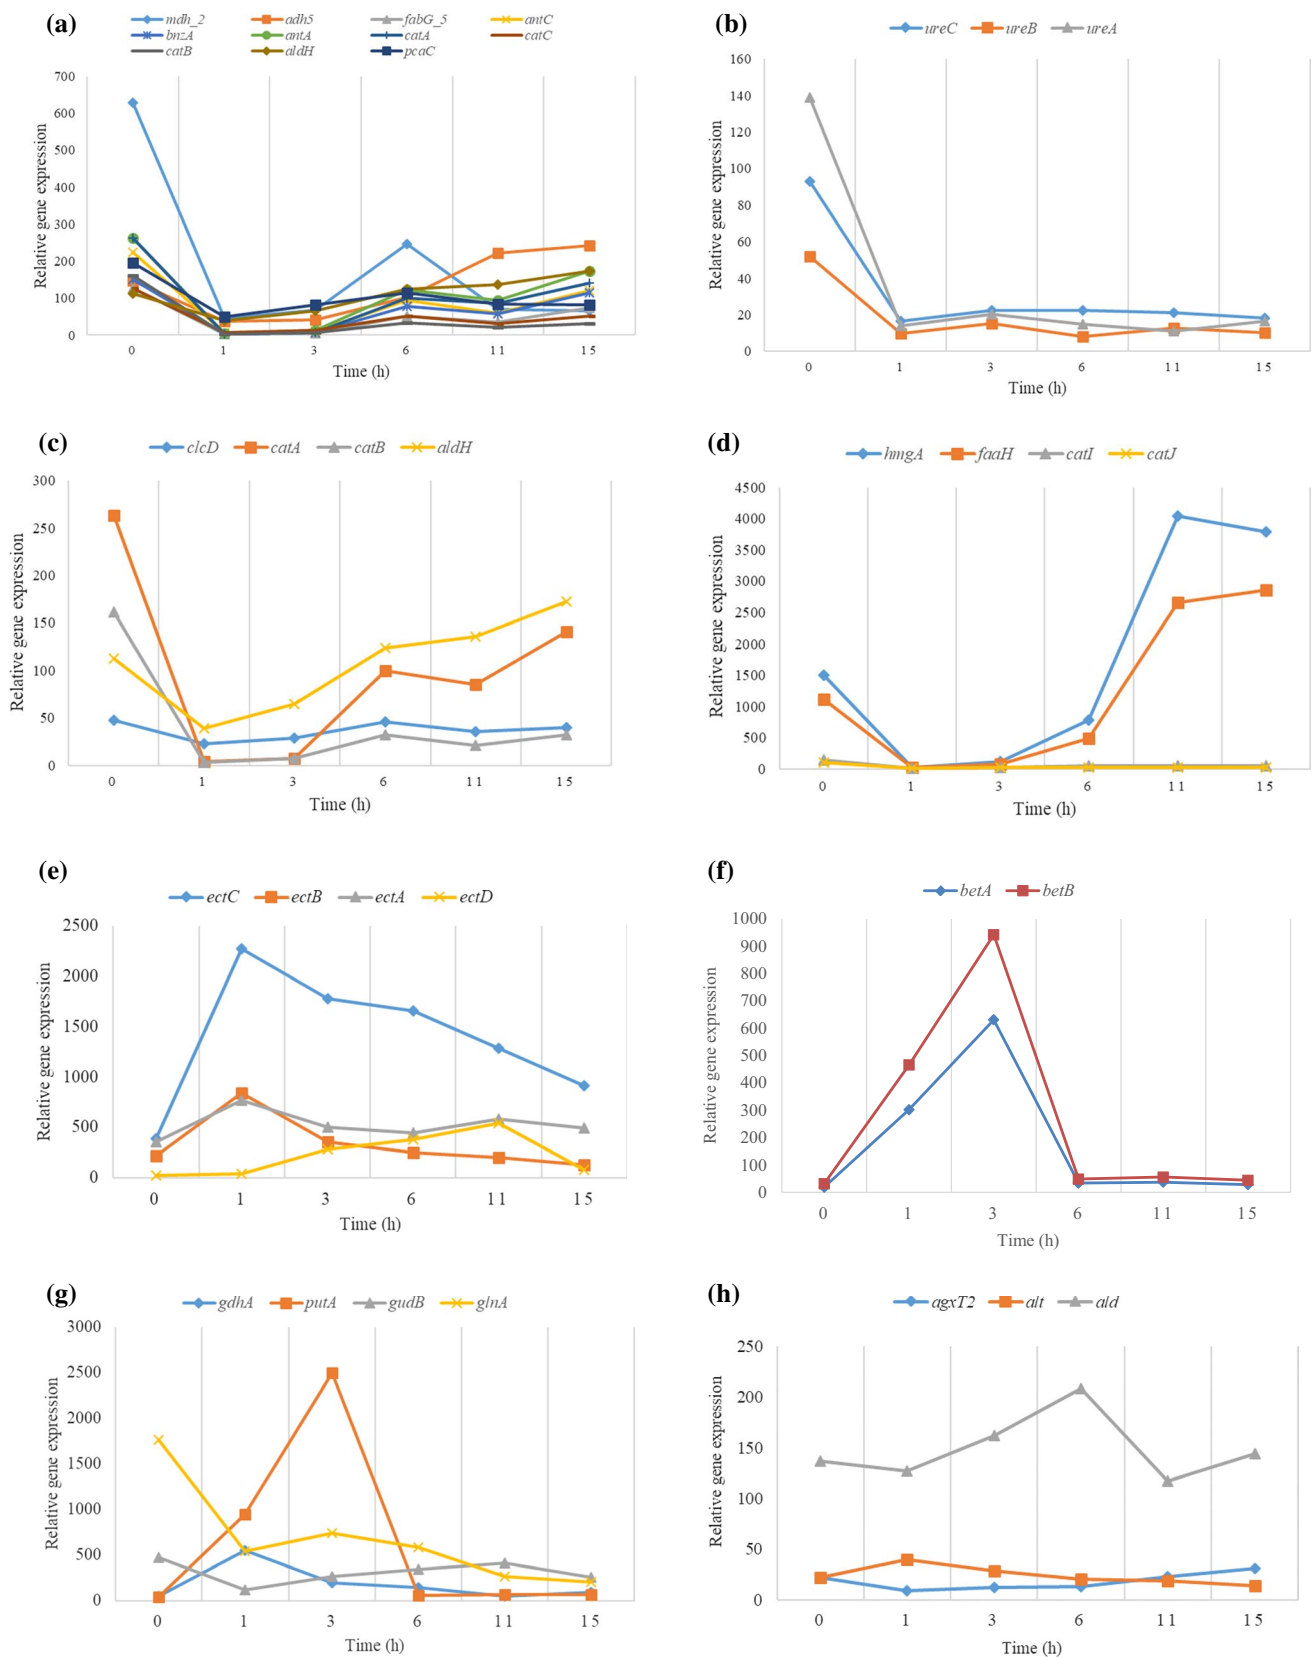 (a)
mdh_2 adh5 fabG_5 antC
bnzA antA catA catC
catB aldH pcaC
700
600
500
400
300
200
100
0
Relative gene expression
0 1 3 6 11 15
Time (h)
(b)
ureC ureB ureA
160
140
120
100
80
60
40
20
0
Relative gene expression
0 1 3 6 11 15
Time (h)
(c)
clcD catA catB aldH
300
250
200
150
100
50
0
Relative gene expression
0 1 3 6 11 15
Time (h)
(d)
hmgA faaH catI catJ
4500
4000
3500
3000
2500
2000
1500
1000
500
0
Relative gene expression
0 1 3 6 11 15
Time (h)
(e)
ectC ectB ectA ectD
2500
2000
1500
1000
500
0
Relative gene expression
0 1 3 6 11 15
Time (h)
(f)
betA betB
1000
900
800
700
600
500
400
300
200
100
0
Relative gene expression
0 1 3 6 11 15
Time (h)
(g)
gdhA putA gudB glnA
3000
2500
2000
1500
1000
500
0
Relative gene expression
0 1 3 6 11 15
Time (h)
(h)
agxT2 alt ald
250
200
150
100
50
0
Relative gene expression
0 1 3 6 11 15
Time (h)